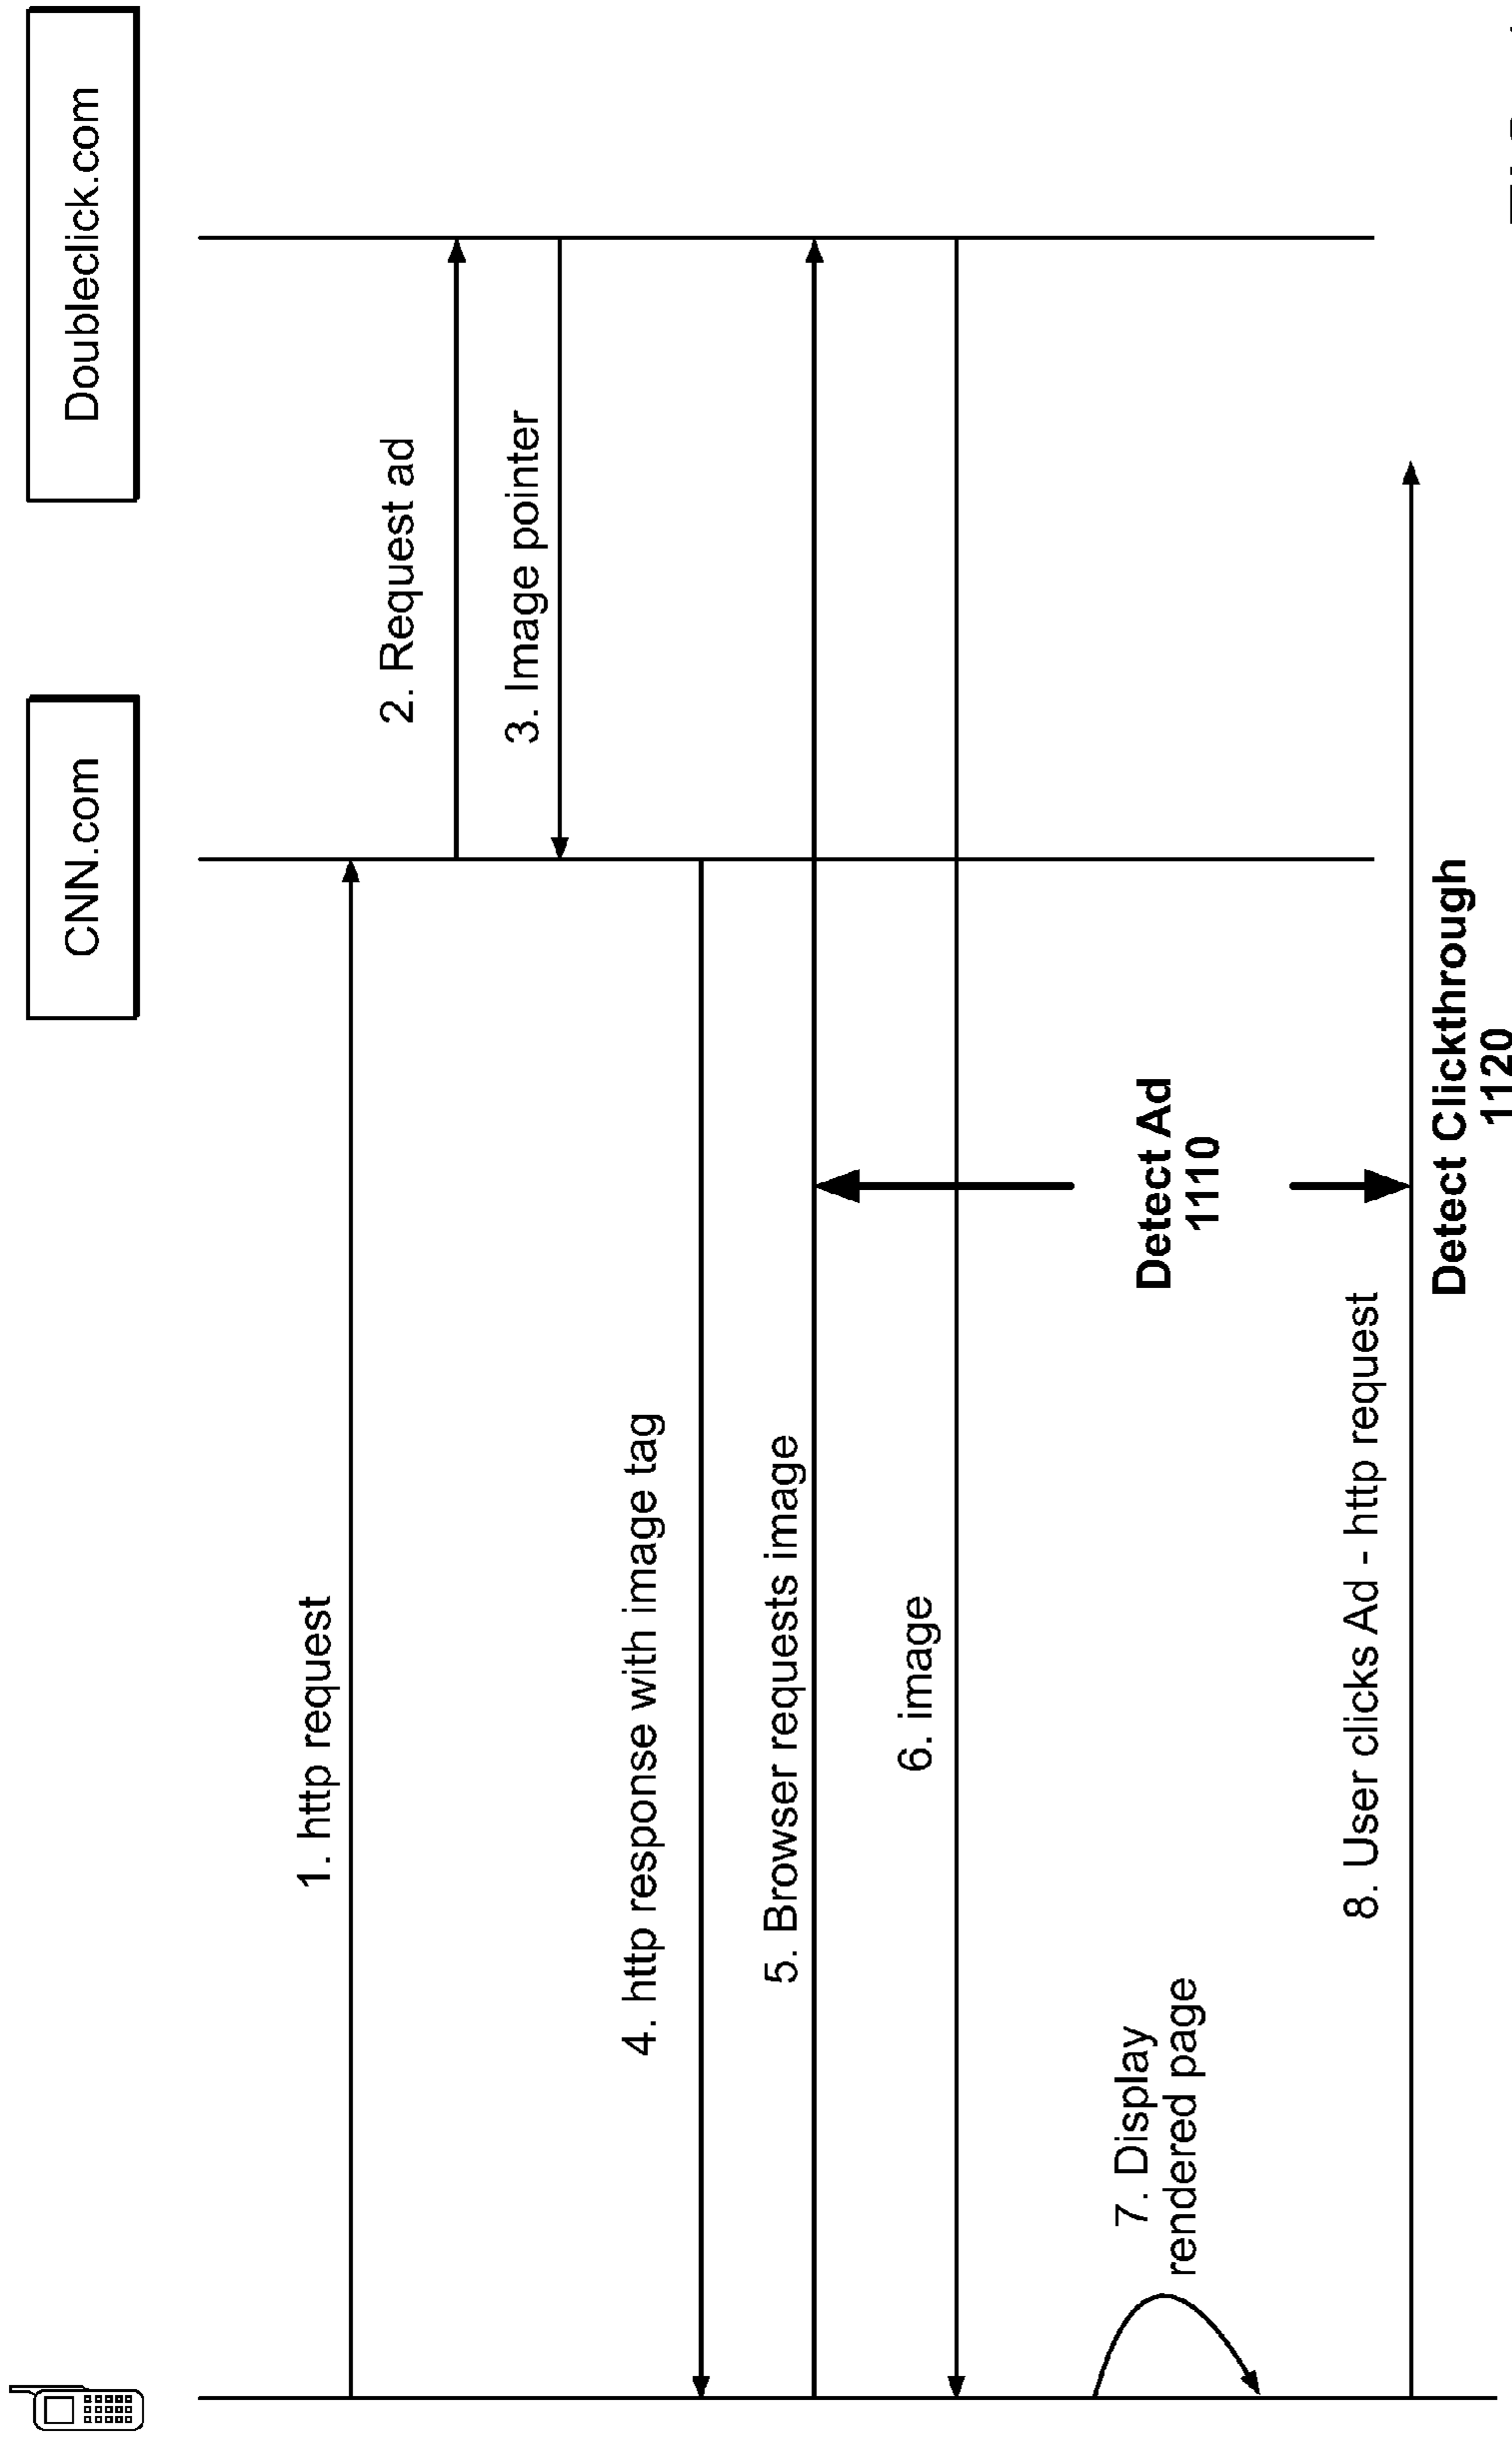 CNN.com
Doubleclick.com
1. http request
2. Request ad
3. Image pointer
4. http response with image tag
5. Browser requests image
6. image
7. Display
rendered page
Detect Ad
1110
8. User clicks Ad - http request
Detect Clickthrough
1120